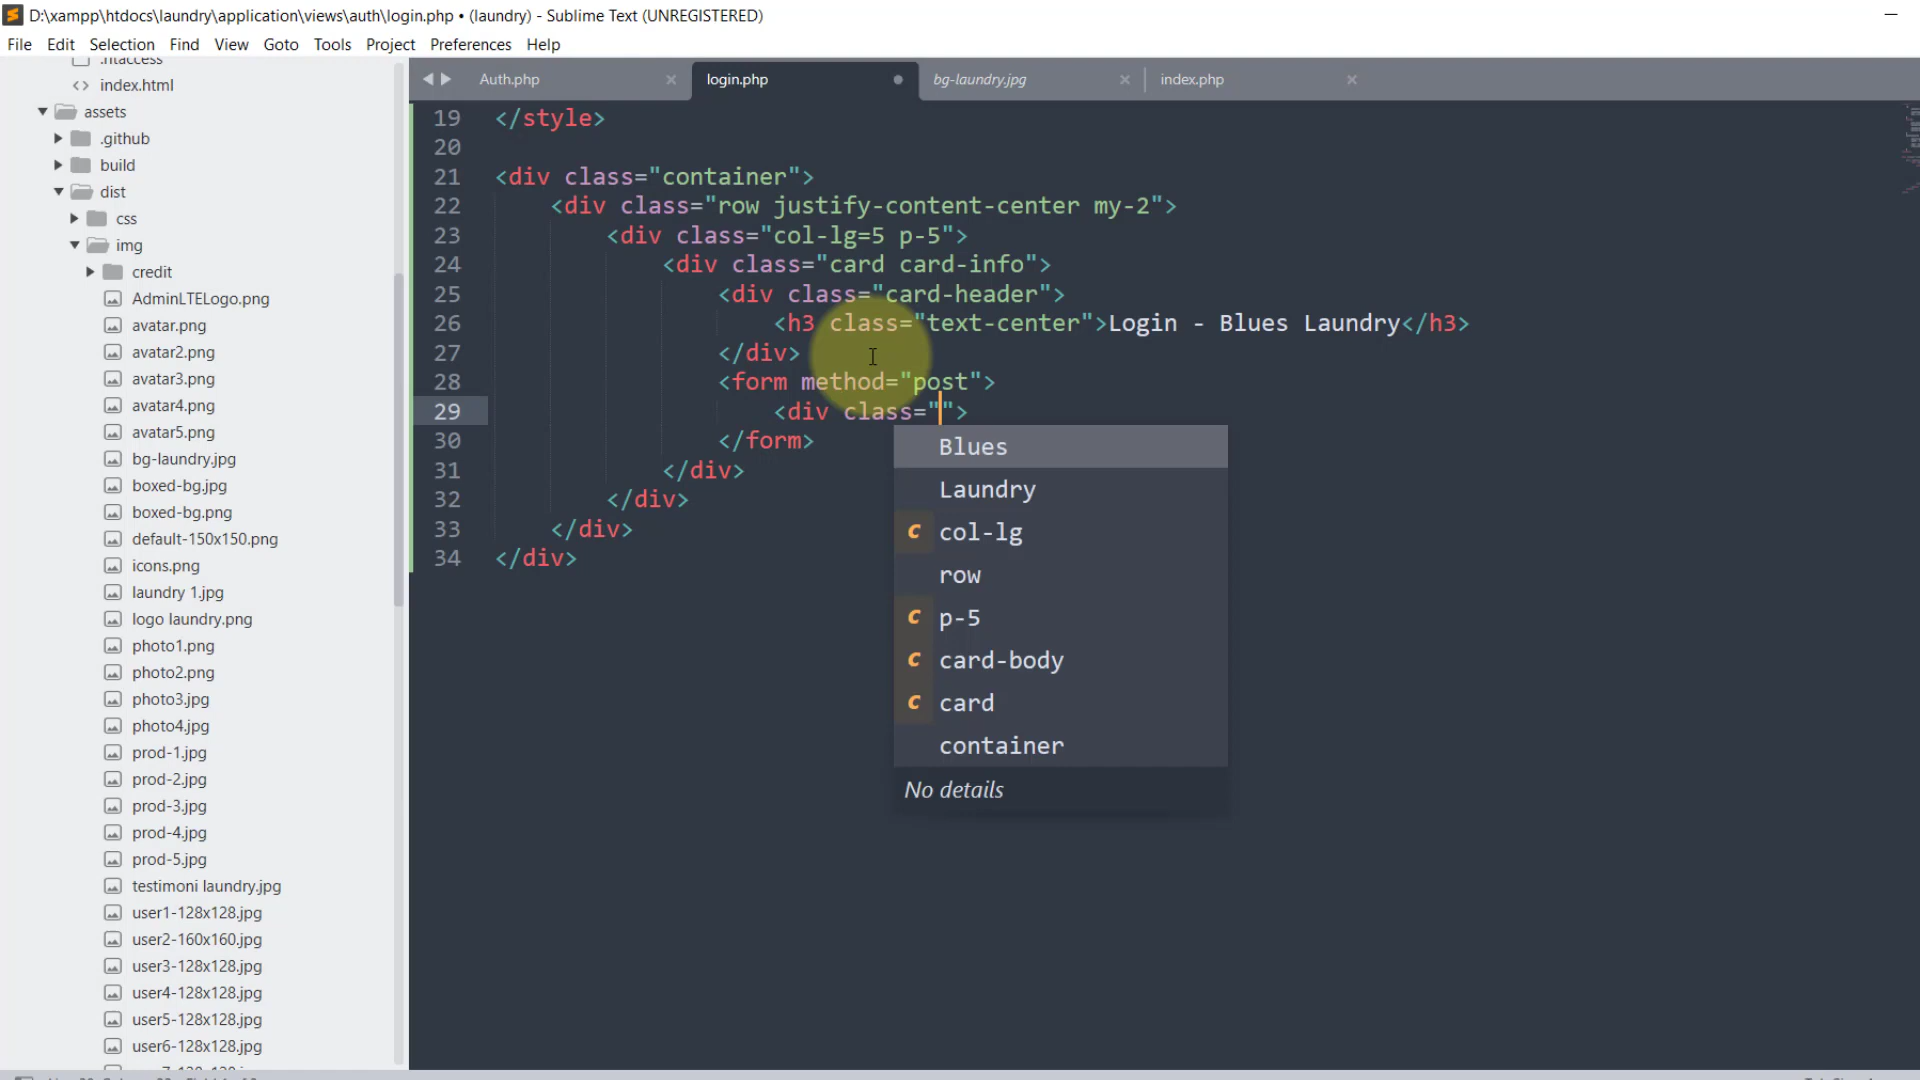 D:\xampp\htdocs\laundry\application\views\auth\login.php • (laundry) - Sublime Text (UNREGISTERED)
File Edit Selection Find View Goto Tools Project Preferences Help
.htaccess
index.html
assets
.github
build
dist
css
img
credit
AdminLTELogo.png
avatar.png
avatar2.png
avatar3.png
avatar4.png
avatar5.png
bg-laundry.jpg
boxed-bg.jpg
boxed-bg.png
default-150x150.png
icons.png
laundry 1.jpg
logo laundry.png
photo1.png
photo2.png
photo3.jpg
photo4.jpg
prod-1.jpg
prod-2.jpg
prod-3.jpg
prod-4.jpg
prod-5.jpg
testimoni laundry.jpg
user1-128x128.jpg
user2-160x160.jpg
user3-128x128.jpg
user4-128x128.jpg
user5-128x128.jpg
user6-128x128.jpg
Auth.php login.php bg-laundry.jpg index.php
19 </style>
20
21 <div class="container">
22 <div class="row justify-content-center my-2">
23 <div class="col-lg=5 p-5">
24 <div class="card card-info">
25 <div class="card-header">
26 <h3 class="text-center">Login - Blues Laundry</h3>
27 </div>
28 <form method="post">
29 <div class="">
30 </form>
31 </div>
32 </div>
33 </div>
34 </div>
Blues
Laundry
c col-lg
row
c p-5
c card-body
c card
container
No details